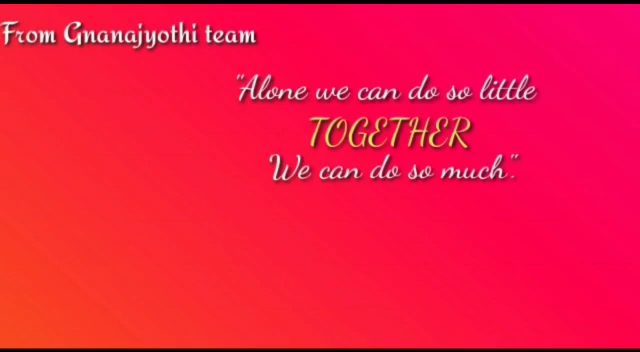 From Gnanajyothi team
"Alone we can do so little
TOGETHER
We can do so much".